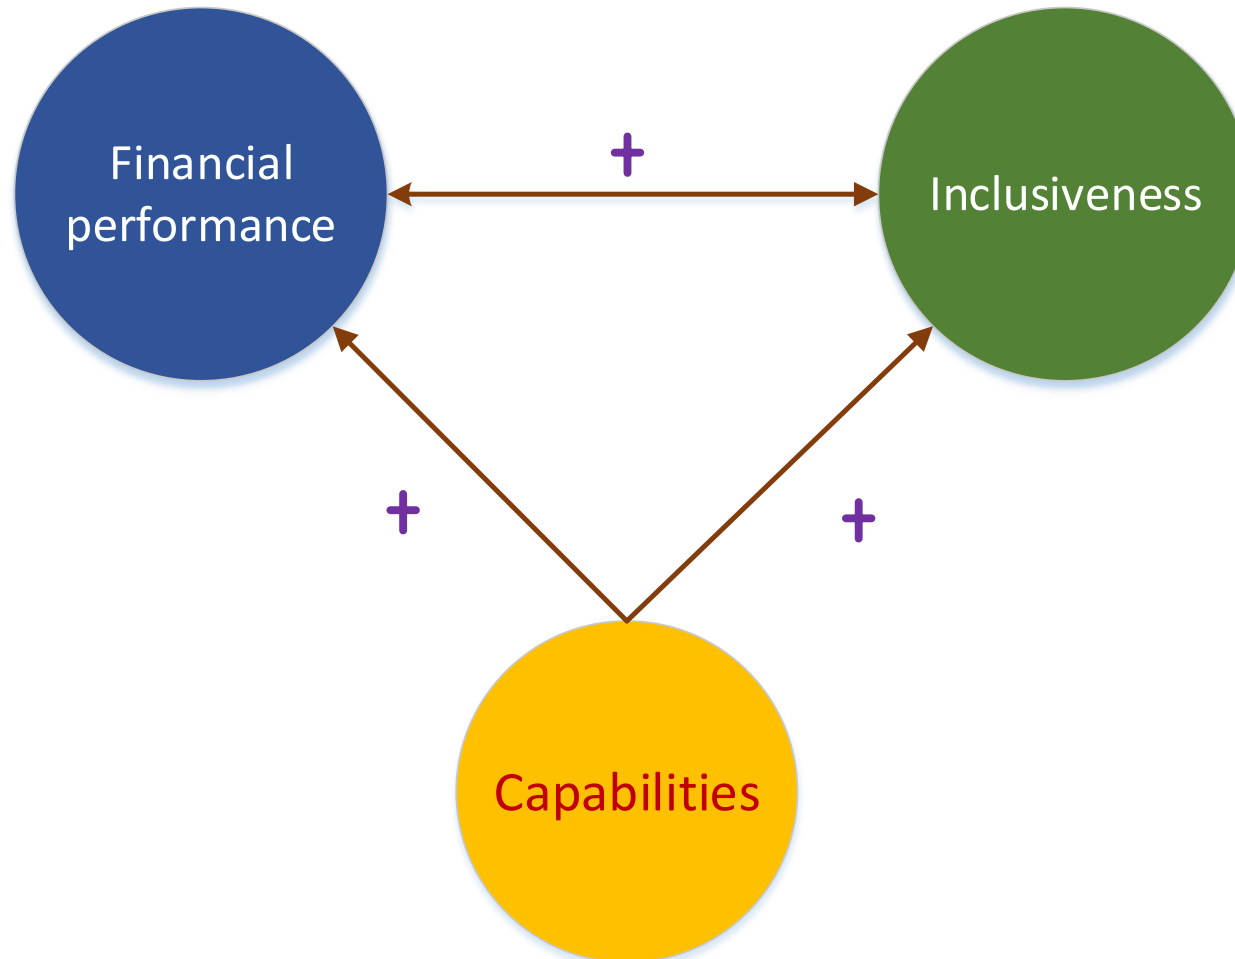 Financial
performance
+
Inclusiveness
+
+
Capabilities